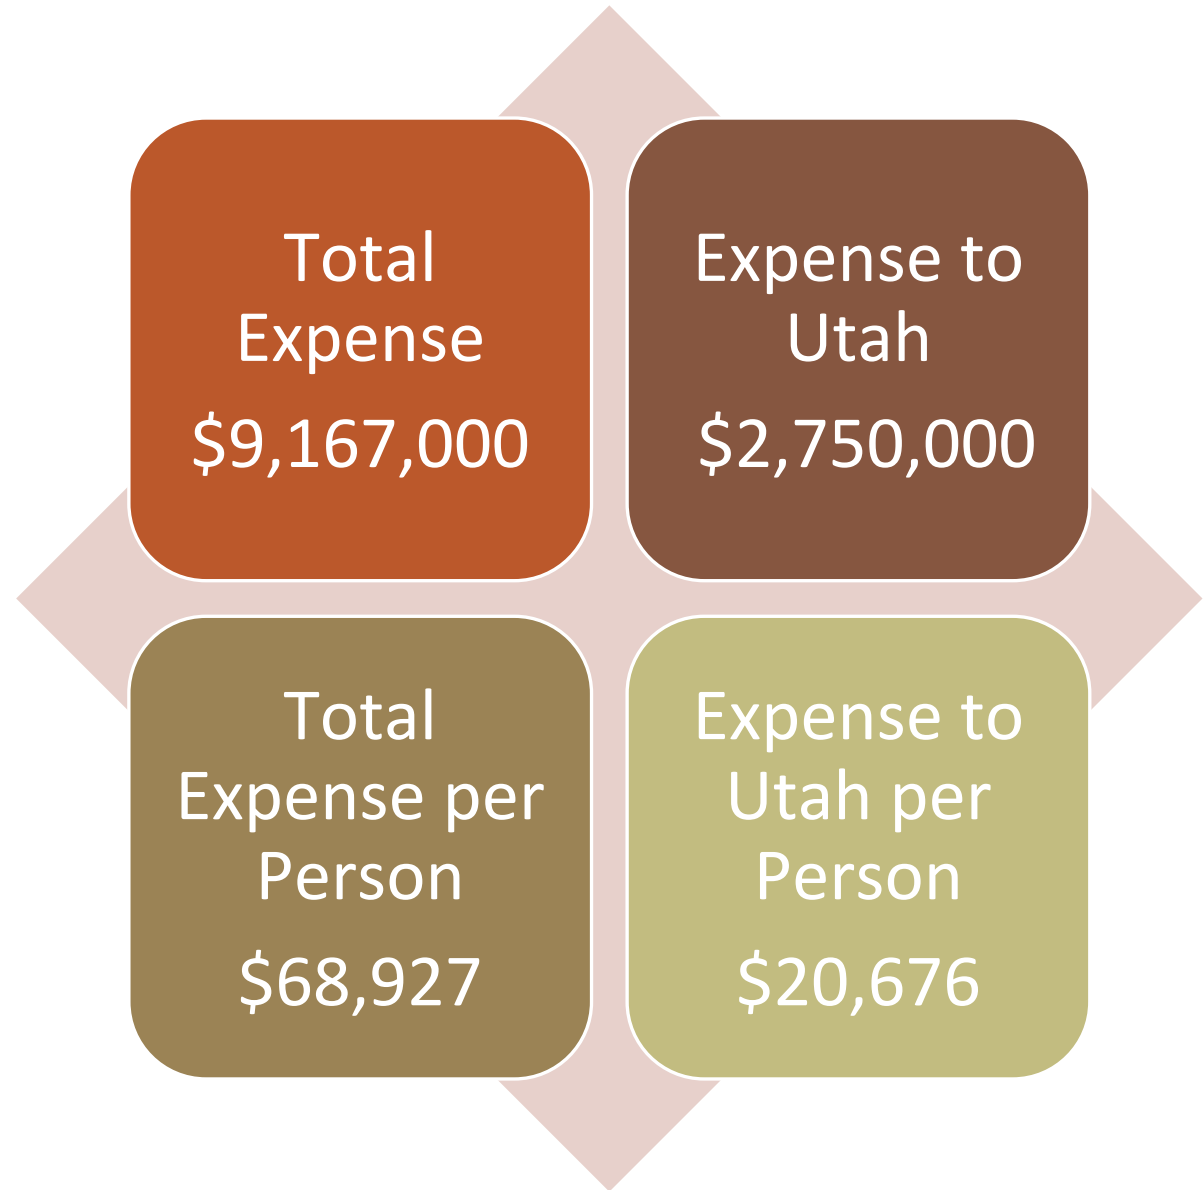 Total
Expense
$9,167,000
Expense to
Utah
$2,750,000
Total
Expense per
Person
$68,927
Expense to
Utah per
Person
$20,676